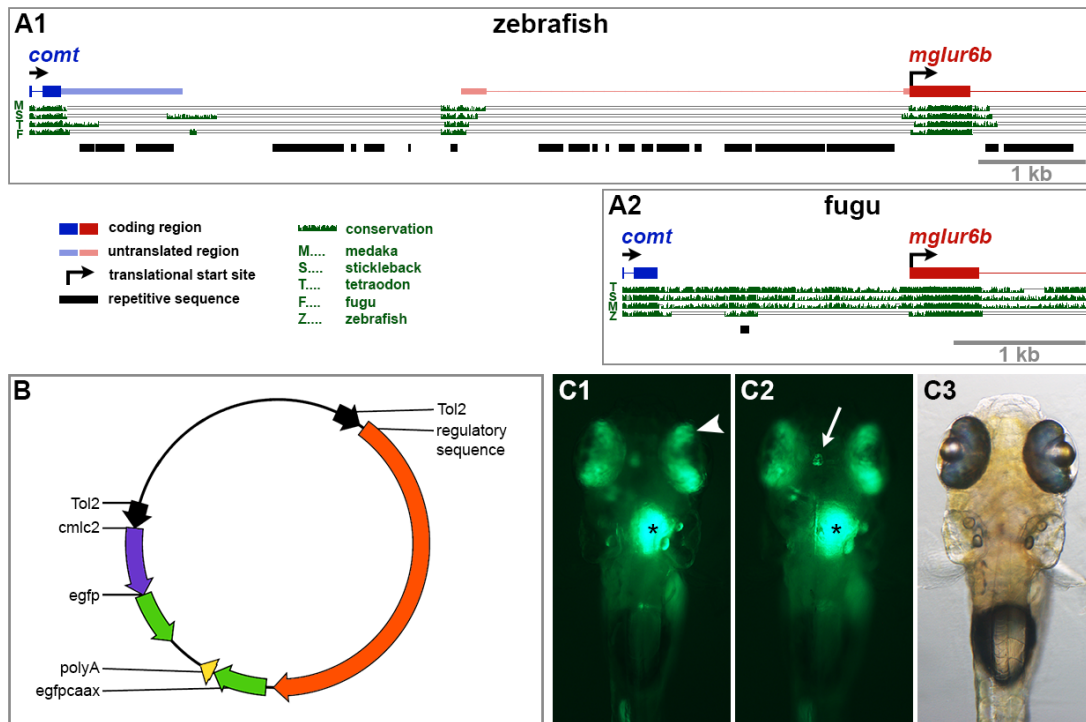 A1
zebrafish
comt
mglur6b
M
S
T
F
1 kb
coding region
untranslated region
translational start site
repetitive sequence
conservation
M.... medaka
S.... stickleback
T.... tetraodon
F.... fugu
Z.... zebrafish
A2
fugu
comt
mglur6b
T
S
M
Z
1 kb
B
Tol2
regulatory
sequence
Tol2
cmlc2
egfp
polyA
egfpcaax
C1
*
C2
*
C3